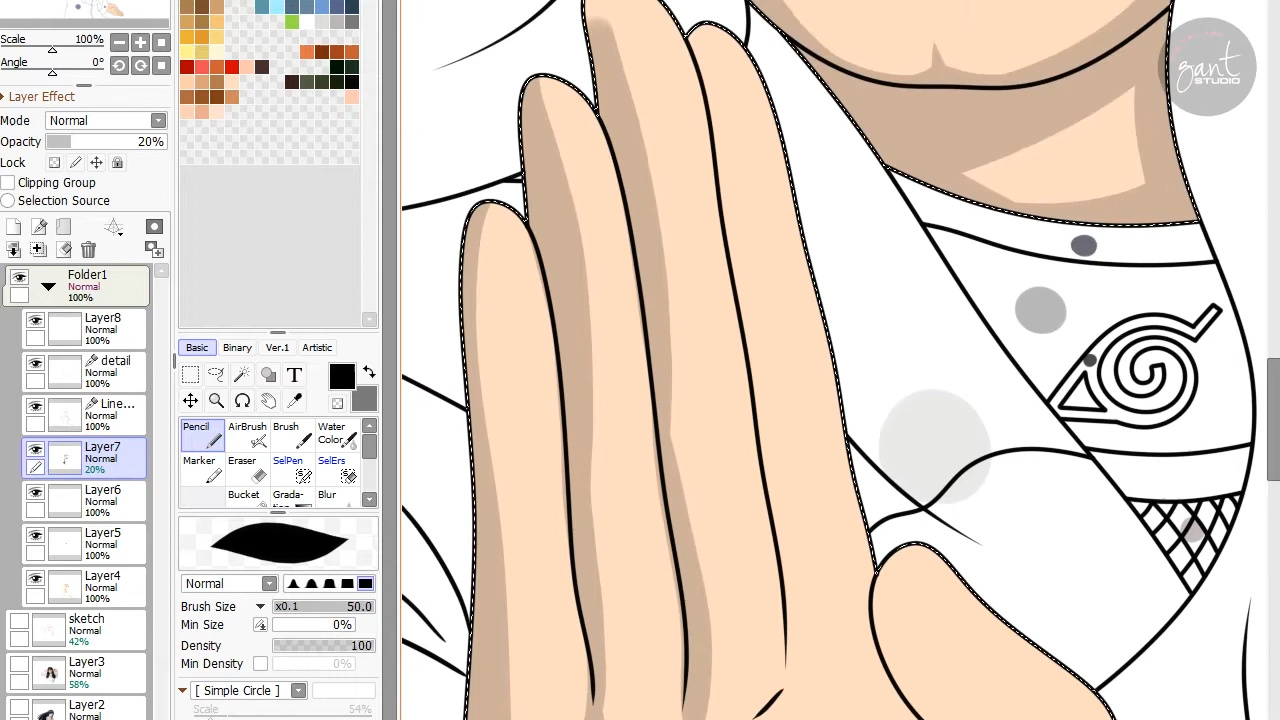 Scale 100%
Angle 0°
Layer Effect
Mode Normal
Opacity 20%
Lock
Clipping Group
Selection Source
Folder1
Normal
100%
Layer8
Normal
100%
detail
Normal
100%
Line...
Normal
100%
Layer7
Normal
20%
Layer6
Normal
100%
Layer5
Normal
100%
Layer4
Normal
100%
sketch
Normal
42%
Layer3
Normal
58%
Layer2
Normal
Basic Binary Ver.1 Artistic
T
Pencil AirBrush Brush Water
Color
Marker Eraser SelPen SelErs
Bucket Grada- Blur
tion
Normal
Brush Size x0.1 50.0
Min Size 0%
Density 100
Min Density 0%
[ Simple Circle ]
Scale 54%
gant
STUDIO